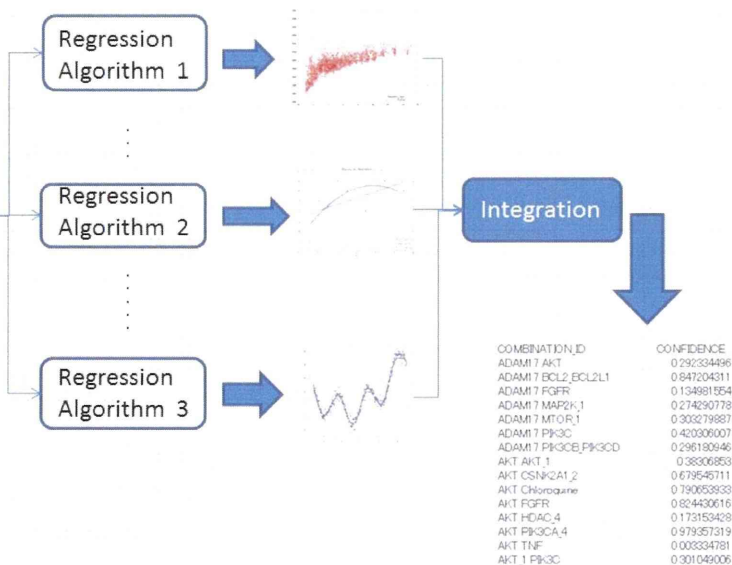 Regression
Algorithm 1
Regression
Algorithm 2
Integration
Regression
Algorithm 3
COMBINATION_ID CONFIDENCE
ADAM17.AKT 0.292334496
ADAM17.BCL2_BCL2L1 0.847204311
ADAM17.FGFR 0.134981554
ADAM17.MAP2K_1 0.274290778
ADAM17.MTOR_1 0.303279887
ADAM17.PIK3C 0.420306007
ADAM17.PIK3CB_PIK3CD 0.296180946
AKT.AKT_1 0.38306853
AKT.CSNK2A1_2 0.679545711
AKT.Chloroquine 0.790653933
AKT.FGFR 0.824430616
AKT.HDAC_4 0.173153428
AKT.PIK3CA_4 0.979357319
AKT.TNF 0.003334781
AKT_1.PIK3C 0.301049006